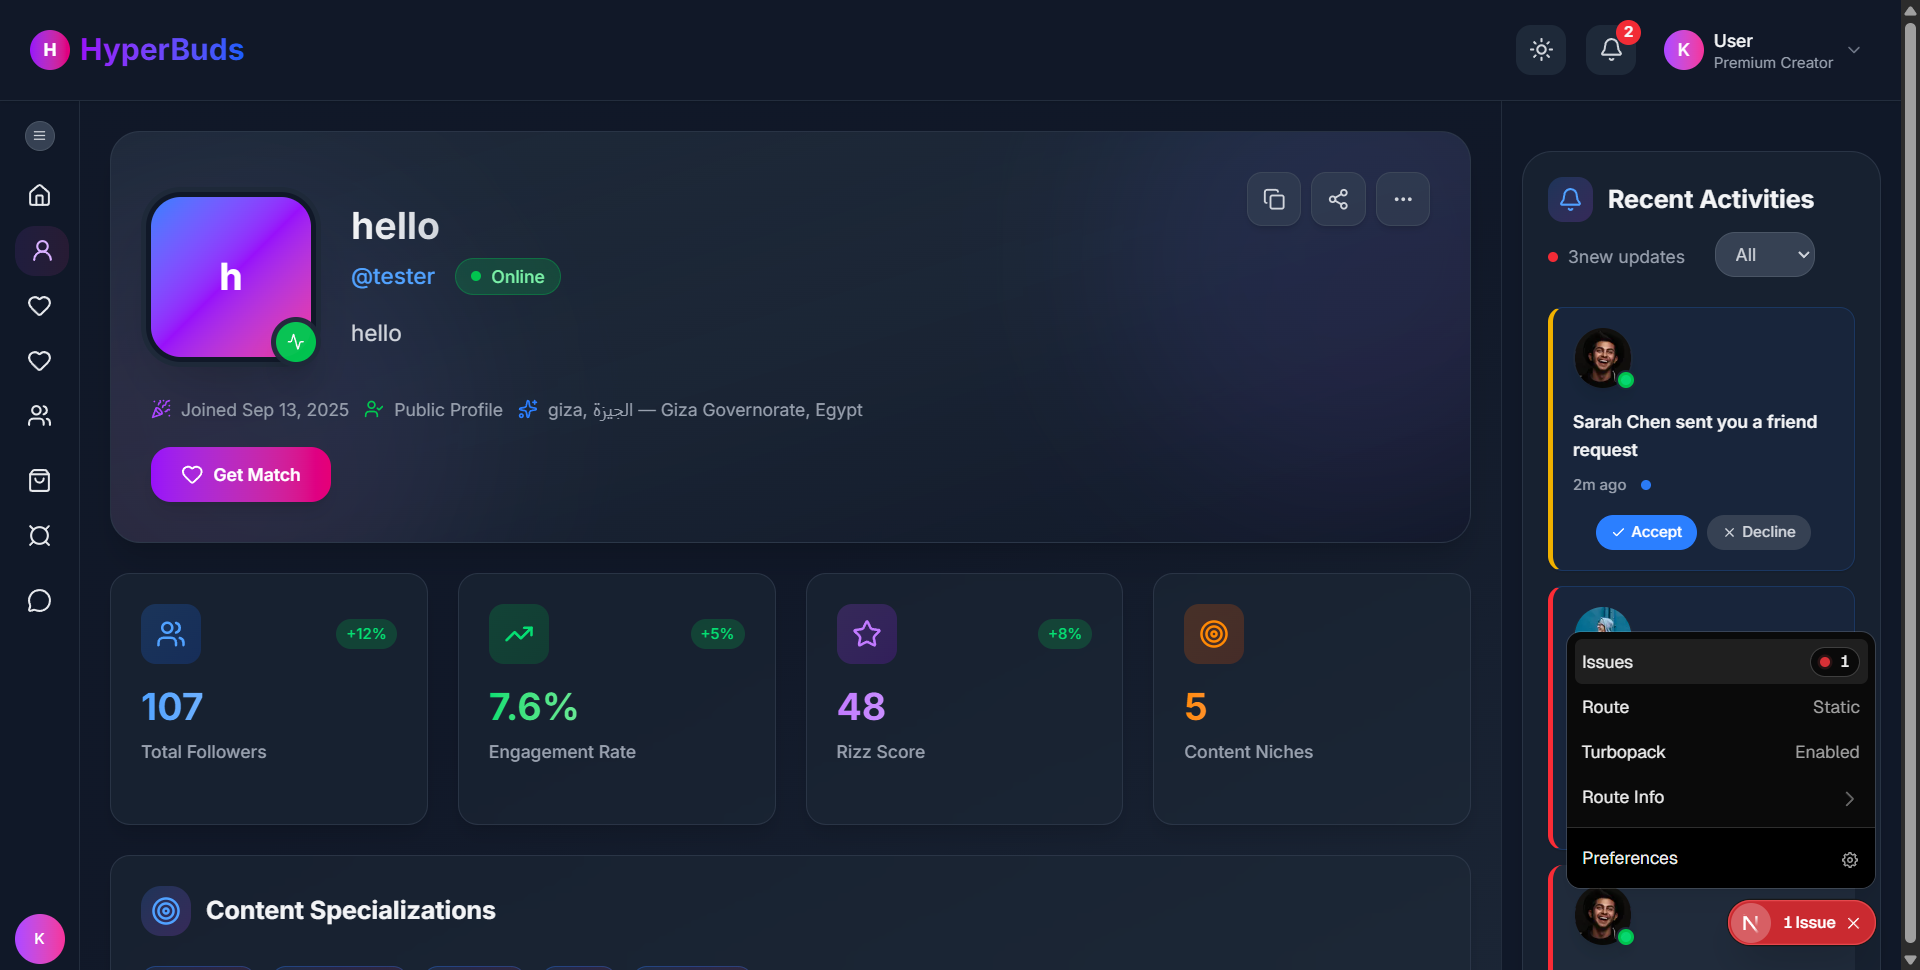 H HyperBuds
2
K
User
Premium Creator
h
hello
@tester
Online
hello
Joined Sep 13, 2025
Public Profile
giza, الجيزة — Giza Governorate, Egypt
Get Match
+12%
107
Total Followers
+5%
7.6%
Engagement Rate
+8%
48
Rizz Score
5
Content Niches
Content Specializations
K
Recent Activities
3new updates
All
Sarah Chen sent you a friend
request
2m ago
Accept
Decline
Issues 1
Route Static
Turbopack Enabled
Route Info
Preferences
N 1 Issue